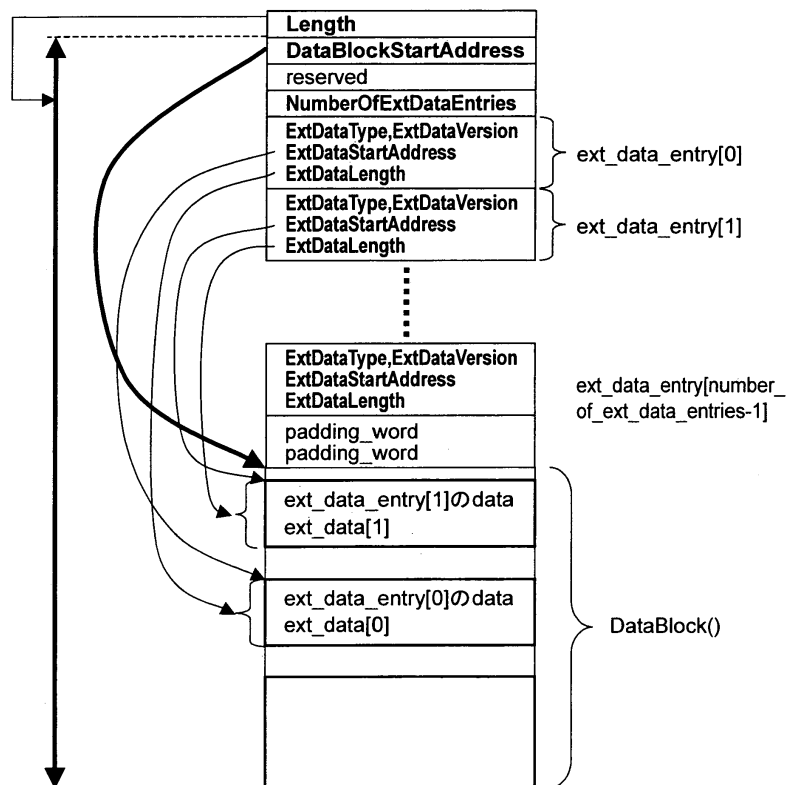 Length
DataBlockStartAddress
reserved
NumberOfExtDataEntries
ExtDataType,ExtDataVersion
ExtDataStartAddress
ExtDataLength
ext_data_entry[0]
ExtDataType,ExtDataVersion
ExtDataStartAddress
ExtDataLength
ext_data_entry[1]
ExtDataType,ExtDataVersion
ExtDataStartAddress
ExtDataLength
ext_data_entry[number_
of_ext_data_entries-1]
padding_word
padding_word
ext_data_entry[1]のdata
ext_data[1]
ext_data_entry[0]のdata
ext_data[0]
DataBlock()